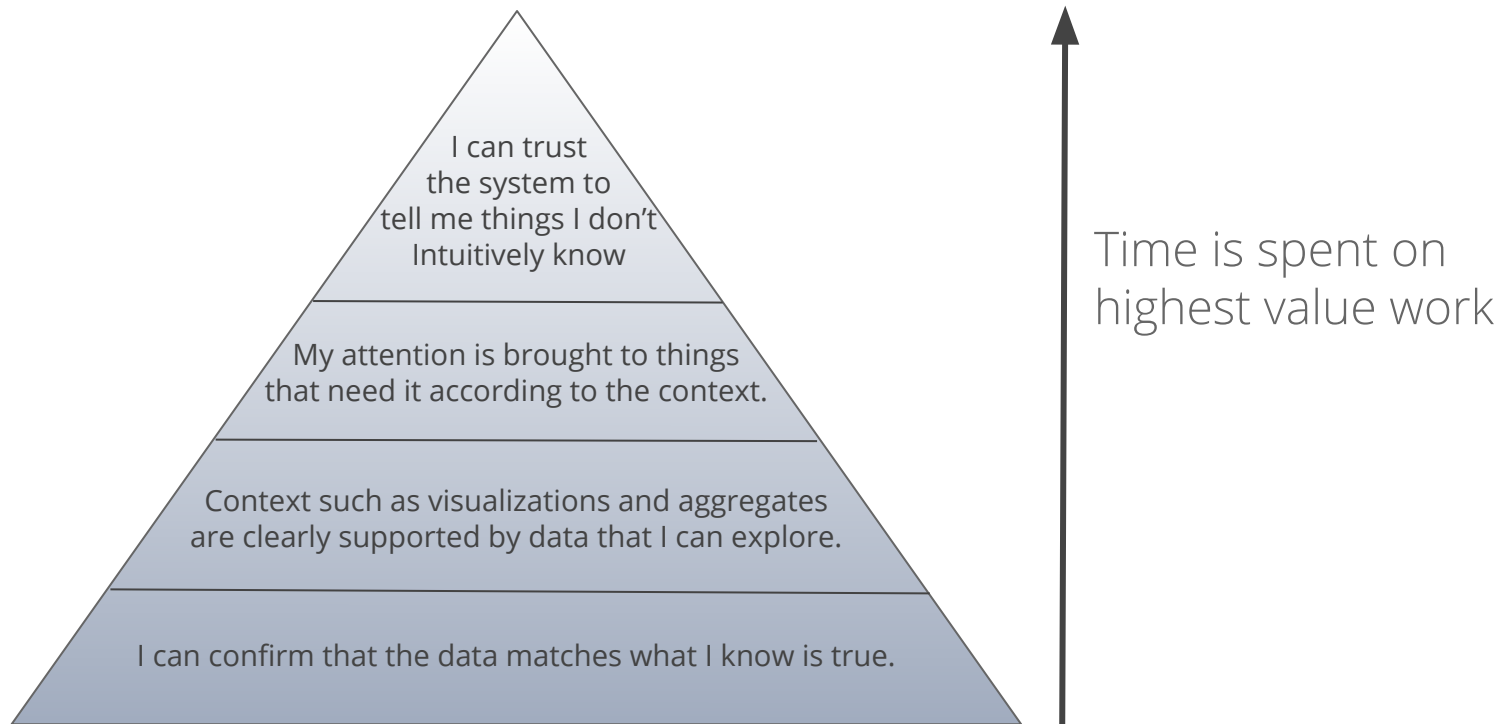 I can trust
the system to
tell me things I don’t
Intuitively know
My attention is brought to things
that need it according to the context.
Context such as visualizations and aggregates
are clearly supported by data that I can explore.
I can confirm that the data matches what I know is true.
Time is spent on
highest value work